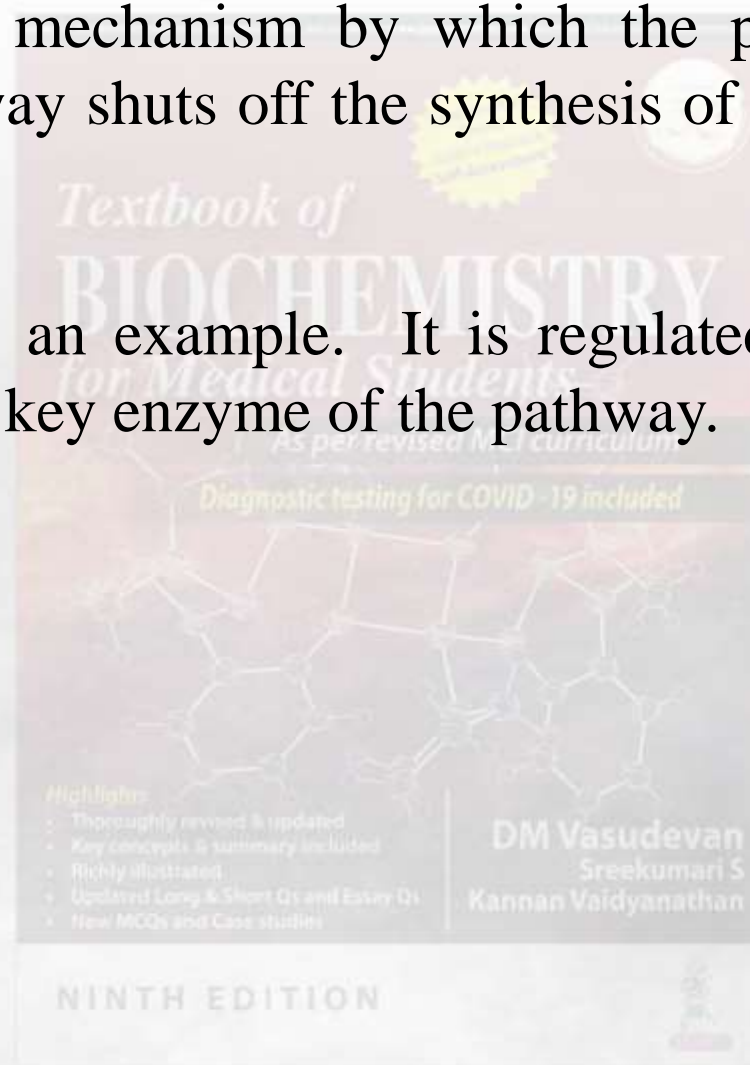 mechanism by which the
way shuts off the synthesis of
Textbook of
BIOCHEMISTRY
an example. It is regulated
for Medical Students
key enzyme of the pathway.
As per revised MCI curriculum
Diagnostic testing for COVID -19 included
Highlights
• Thoroughly revised & updated
• Key concepts & summary included
• Richly illustrated
• Updated Long & Short Qs and Essay Qs
• New MCQs and Case studies
DM Vasudevan
Sreekumari S
Kannan Vaidyanathan
NINTH EDITION